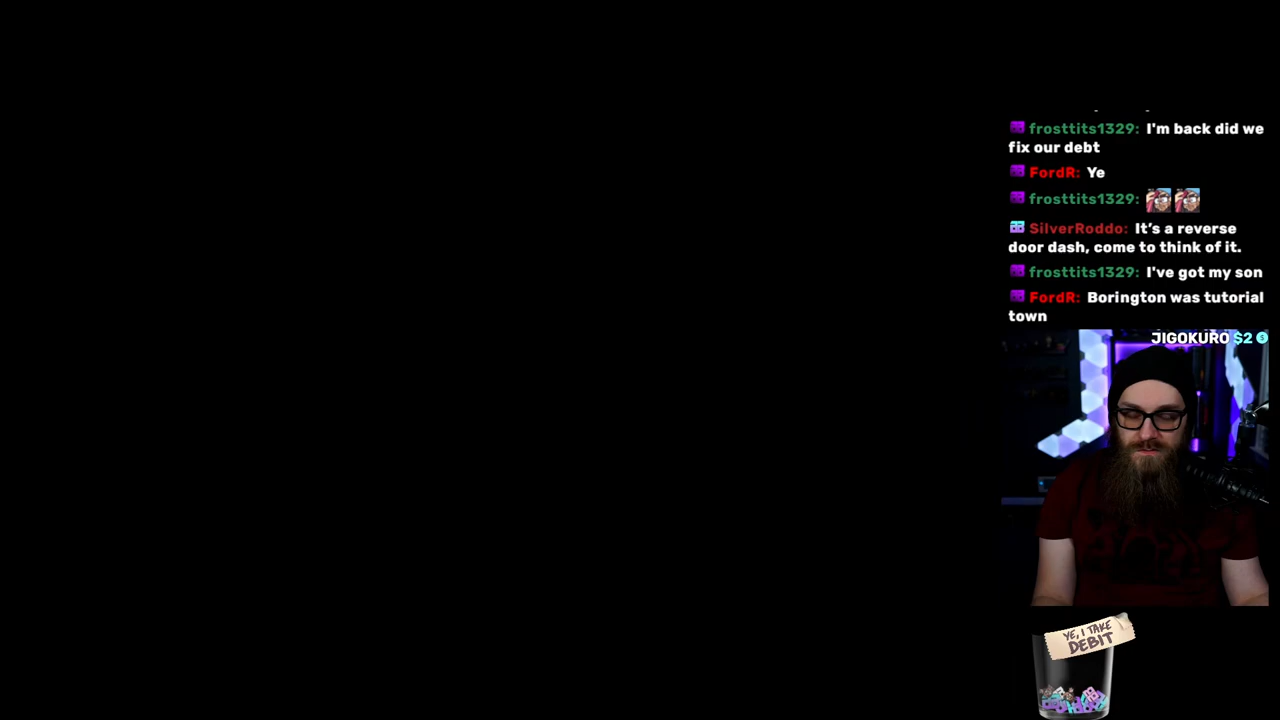 frosttits1329: I'm back did we
fix our debt
FordR: Ye
frosttits1329:
SilverRoddo: It’s a reverse
door dash, come to think of it.
frosttits1329: I've got my son
FordR: Borington was tutorial
town
JIGOKURO $2
YE, I TAKE
DEBIT